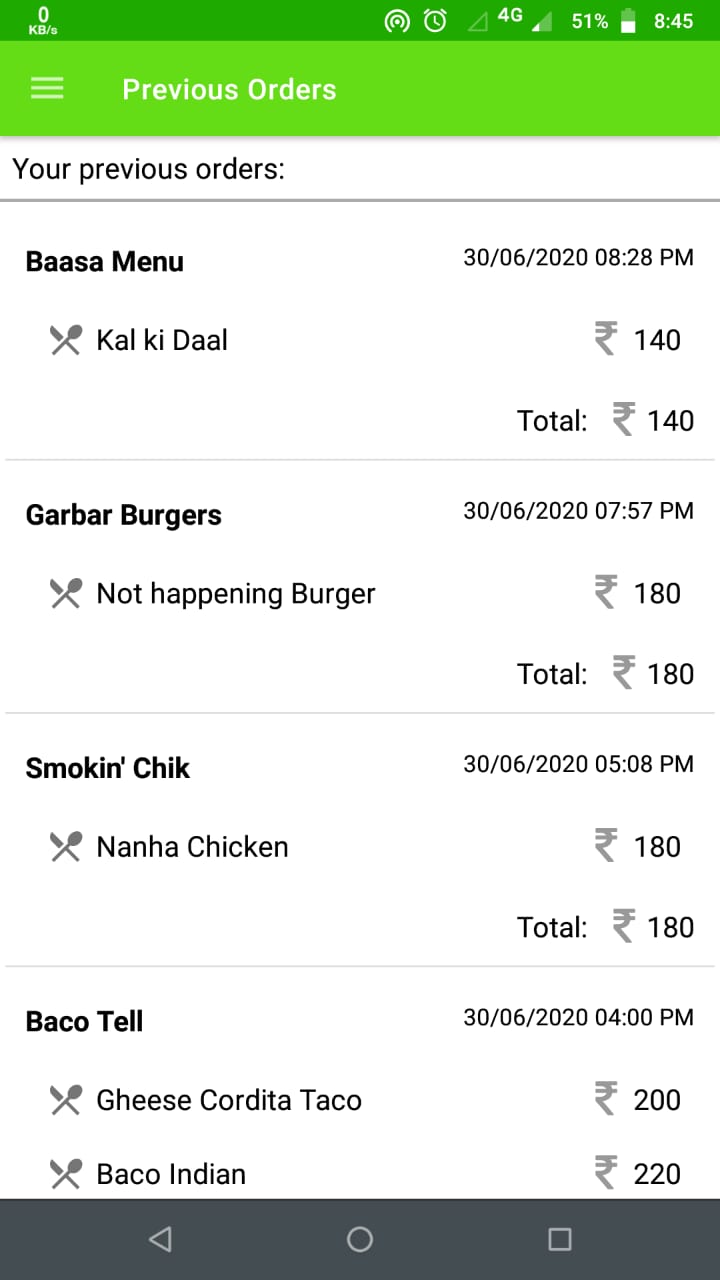 0
KB/s
4G
51%
8:45
Previous Orders
Your previous orders:
Baasa Menu
30/06/2020 08:28 PM
Kal ki Daal
₹ 140
Total: ₹ 140
Garbar Burgers
30/06/2020 07:57 PM
Not happening Burger
₹ 180
Total: ₹ 180
Smokin' Chik
30/06/2020 05:08 PM
Nanha Chicken
₹ 180
Total: ₹ 180
Baco Tell
30/06/2020 04:00 PM
Gheese Cordita Taco
₹ 200
Baco Indian
₹ 220